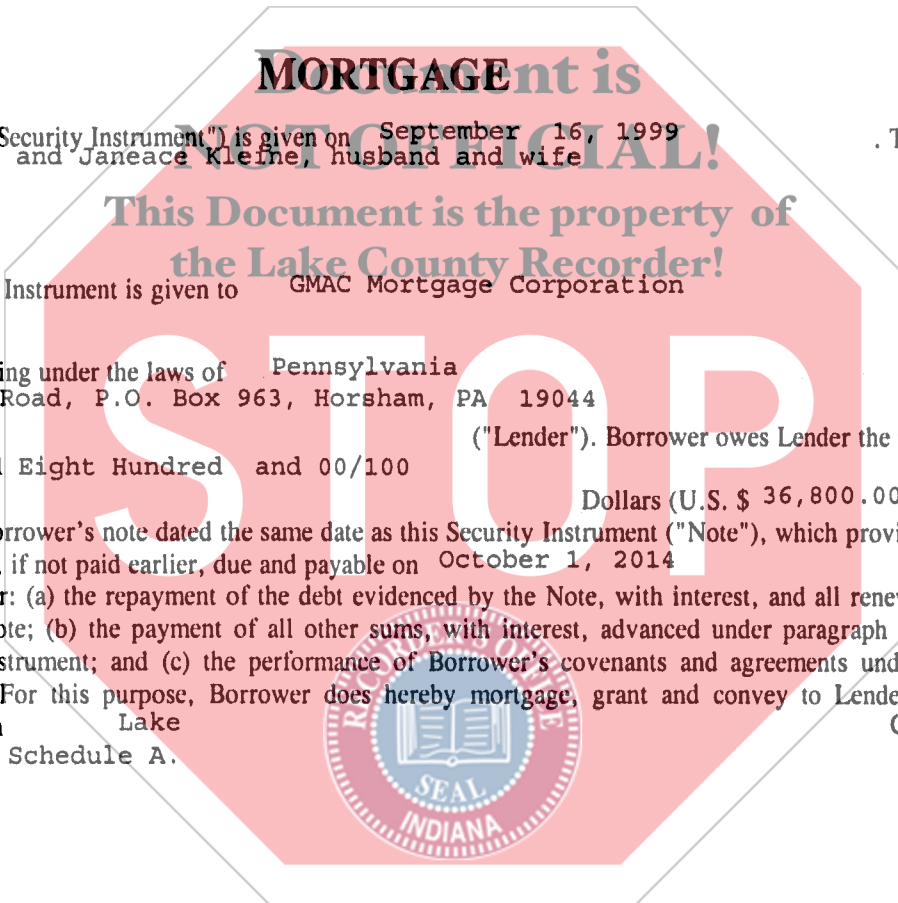 MORTGAGE
Document is
Security Instrument") is given on September 16, 1999 . T
and Janeace Kleine, husband and wife
NOT OFFICIAL!
This Document is the property of
the Lake County Recorder!
Instrument is given to GMAC Mortgage Corporation
ing under the laws of Pennsylvania
Road, P.O. Box 963, Horsham, PA 19044
("Lender"). Borrower owes Lender the
Eight Hundred and 00/100
Dollars (U.S. $ 36,800.00
orrower's note dated the same date as this Security Instrument ("Note"), which provi
, if not paid earlier, due and payable on October 1, 2014
r: (a) the repayment of the debt evidenced by the Note, with interest, and all rene
ote; (b) the payment of all other sums, with interest, advanced under paragraph
strument; and (c) the performance of Borrower's covenants and agreements und
For this purpose, Borrower does hereby mortgage, grant and convey to Lende
Lake C
Schedule A.
STOP
RECORDER'S OFFICE
SEAL
INDIANA